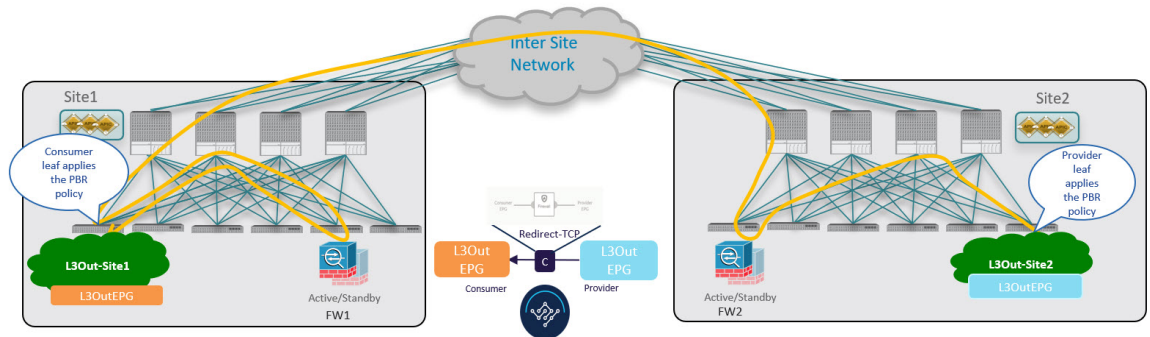 Inter Site
Network
Site1
Site2
Consumer
leaf applies
the PBR
policy
Provider
leaf
applies
the PBR
policy
Consumer
EPG
Firewall
Provider
EPG
Redirect-TCP
L3Out-Site1
L3OutEPG
Active/Standby
FW1
L3Out
EPG
C
L3Out
EPG
Consumer
Provider
Active/Standby
FW2
L3Out-Site2
L3OutEPG